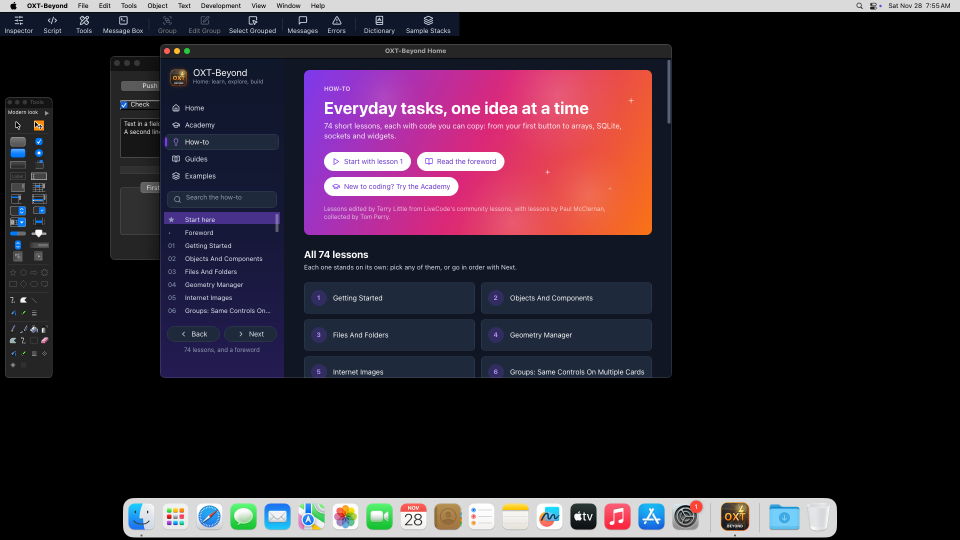 OXT-Beyond File Edit Tools Object Text Development View Window Help Sat Nov 28 7:55 AM
Inspector Script Tools Message Box Group Edit Group Select Grouped Messages Errors Dictionary Sample Stacks
OXT-Beyond Home
OXT-Beyond
Home: learn, explore, build
Home
Academy
How-to
Guides
Examples
Search the how-to
Start here
Foreword
01 Getting Started
02 Objects And Components
03 Files And Folders
04 Geometry Manager
05 Internet Images
06 Groups: Same Controls On...
Back Next
74 lessons, and a foreword
HOW-TO
Everyday tasks, one idea at a time
74 short lessons, each with code you can copy: from your first button to arrays, SQLite,
sockets and widgets.
Start with lesson 1 Read the foreword
New to coding? Try the Academy
Lessons edited by Terry Little from LiveCode's community lessons, with lessons by Paul McClernan,
collected by Tom Perry.
All 74 lessons
Each one stands on its own: pick any of them, or go in order with Next.
1 Getting Started
2 Objects And Components
3 Files And Folders
4 Geometry Manager
5 Internet Images
6 Groups: Same Controls On Multiple Cards
Tools
Modern look
Push
Check
Text in a field
A second line
First
NOV
28
tv
1
OXT
BEYOND